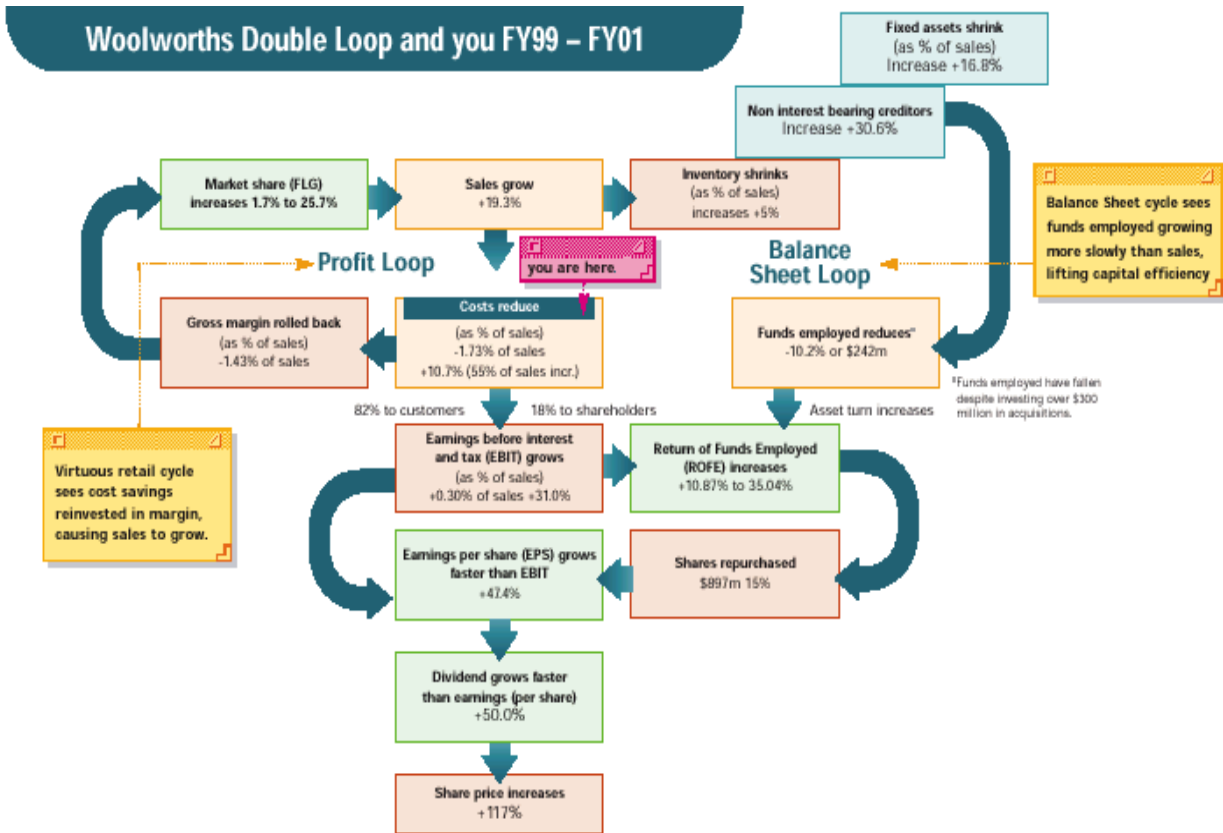 Woolworths Double Loop and you FY99 – FY01
Fixed assets shrink
(as % of sales)
Increase +16.8%
Non interest bearing creditors
Increase +30.6%
Market share (FLG)
increases 1.7% to 25.7%
Sales grow
+19.3%
Inventory shrinks
(as % of sales)
increases +5%
Balance Sheet cycle sees
funds employed growing
more slowly than sales,
lifting capital efficiency
Profit Loop
you are here.
Balance
Sheet Loop
Gross margin rolled back
(as % of sales)
-1.43% of sales
Costs reduce
(as % of sales)
-1.73% of sales
+10.7% (55% of sales incr.)
Funds employed reduces#
-10.2% or $242m
#Funds employed have fallen
despite investing over $300
million in acquisitions.
82% to customers
18% to shareholders
Asset turn increases
Virtuous retail cycle
sees cost savings
reinvested in margin,
causing sales to grow.
Earnings before interest
and tax (EBIT) grows
(as % of sales)
+0.30% of sales +31.0%
Return of Funds Employed
(ROFE) increases
+10.87% to 35.04%
Earnings per share (EPS) grows
faster than EBIT
+47.4%
Shares repurchased
$897m 15%
Dividend grows faster
than earnings (per share)
+50.0%
Share price increases
+117%